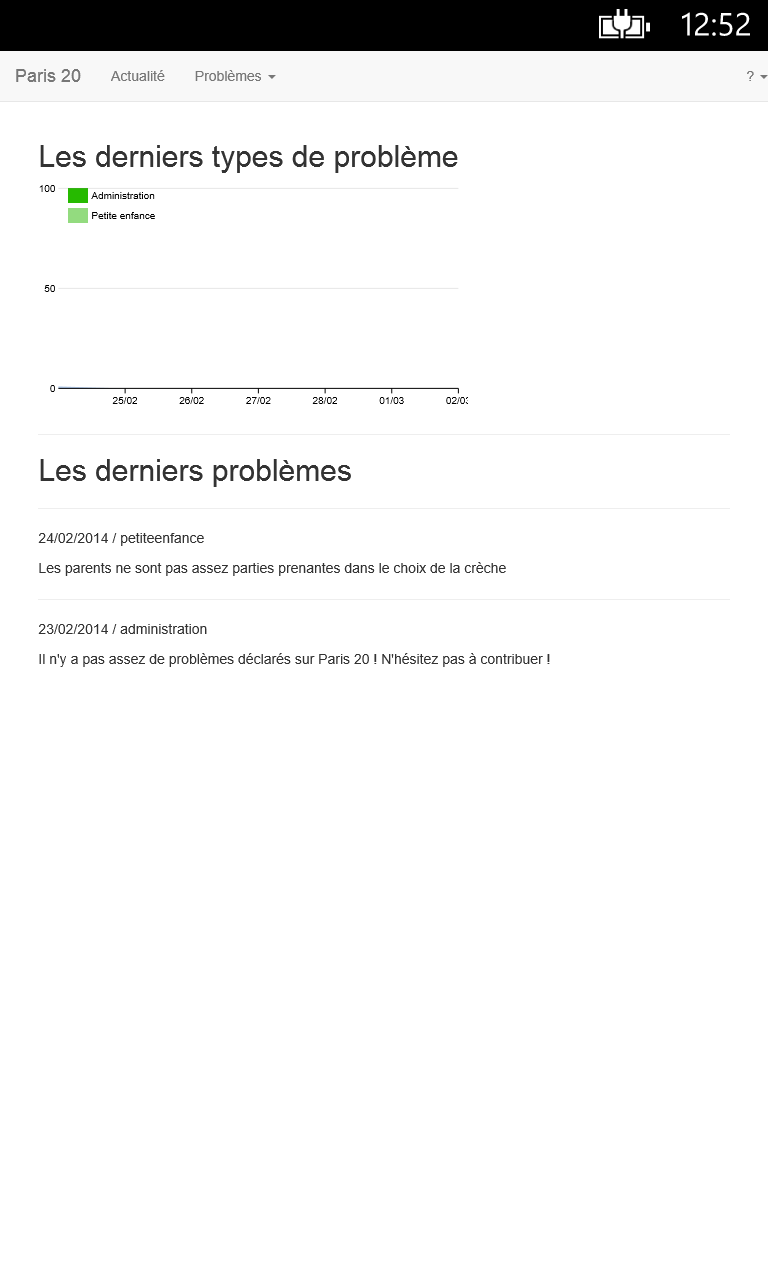 12:52
Paris 20 Actualité Problèmes ?
Les derniers types de problème
100
Administration
Petite enfance
50
0
25/02 26/02 27/02 28/02 01/03 02/03
Les derniers problèmes
24/02/2014 / petiteenfance
Les parents ne sont pas assez parties prenantes dans le choix de la crèche
23/02/2014 / administration
Il n'y a pas assez de problèmes déclarés sur Paris 20 ! N'hésitez pas à contribuer !